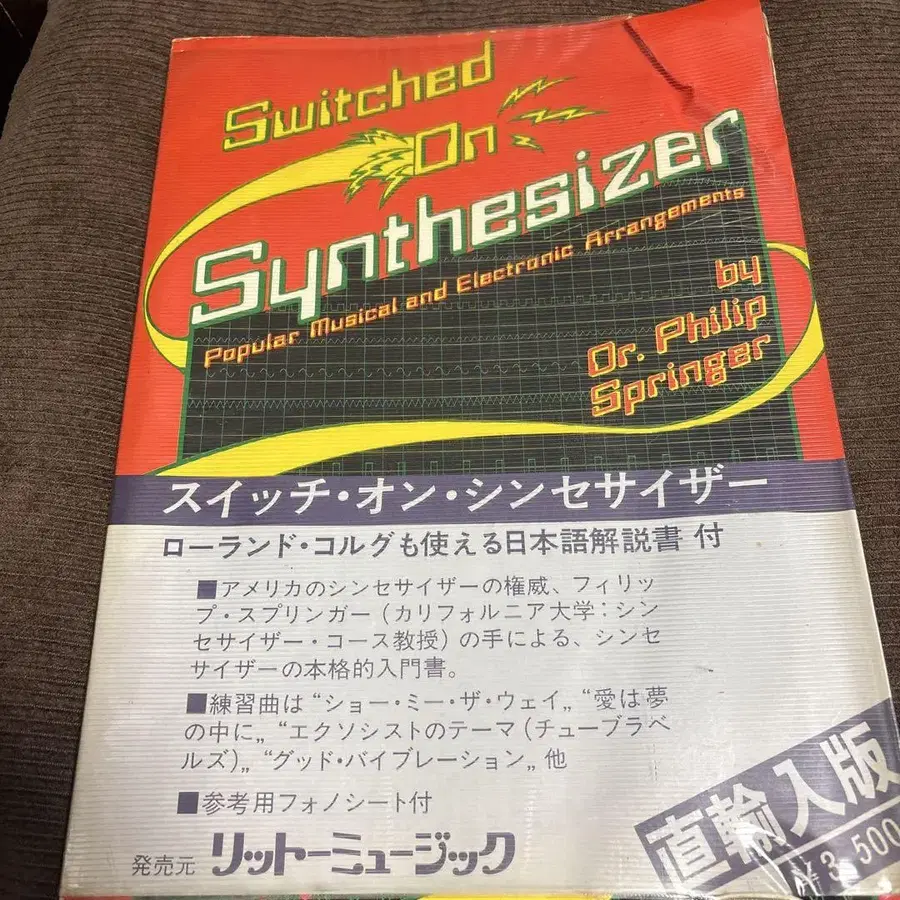 Switched
On
Synthesizer
Popular Musical and Electronic Arrangements
by
Dr. Philip
Springer
スイッチ・オン・シンセサイザー
ローランド・コルグも使える日本語解説書 付
■アメリカのシンセサイザーの権威、フィリッ
プ・スプリンガー(カリフォルニア大学:シン
セサイザー・コース教授)の手による、シンセ
サイザーの本格的入門書。
■練習曲は“ショー・ミー・ザ・ウェイ„“愛は夢
の中に„“エクソシストのテーマ(チューブラベ
ルズ)„“グッド・バイブレーション„他
■参考用フォノシート付
発売元 リットーミュージック
直輸入版
¥3,500